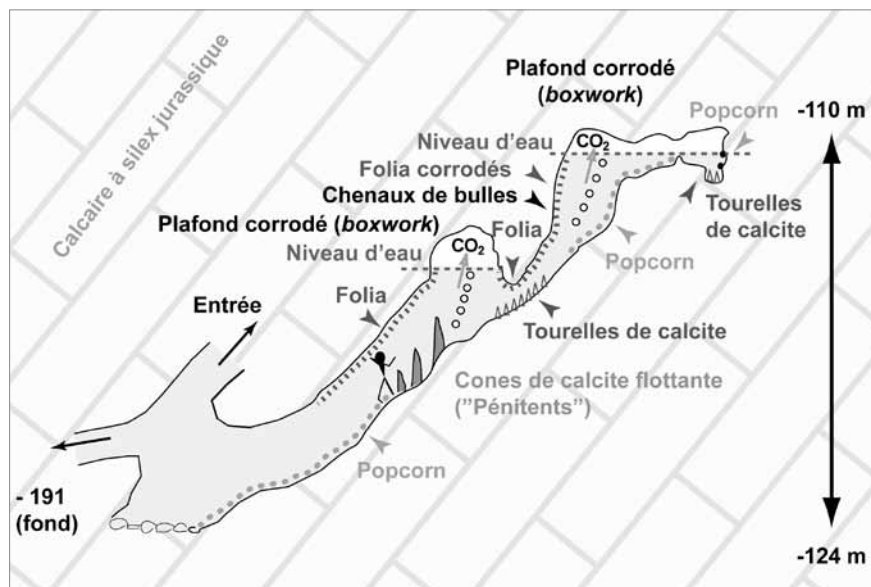 Calcaire à silex jurassique
Plafond corrodé
(boxwork)
-110 m
Popcorn
Niveau d'eau
CO2
Folia corrodés
Chenaux de bulles
Tourelles
de calcite
Plafond corrodé (boxwork)
Folia
Niveau d'eau
CO2
Popcorn
Folia
Entrée
Tourelles de calcite
Cones de calcite flottante
("Pénitents")
Popcorn
- 191
(fond)
-124 m